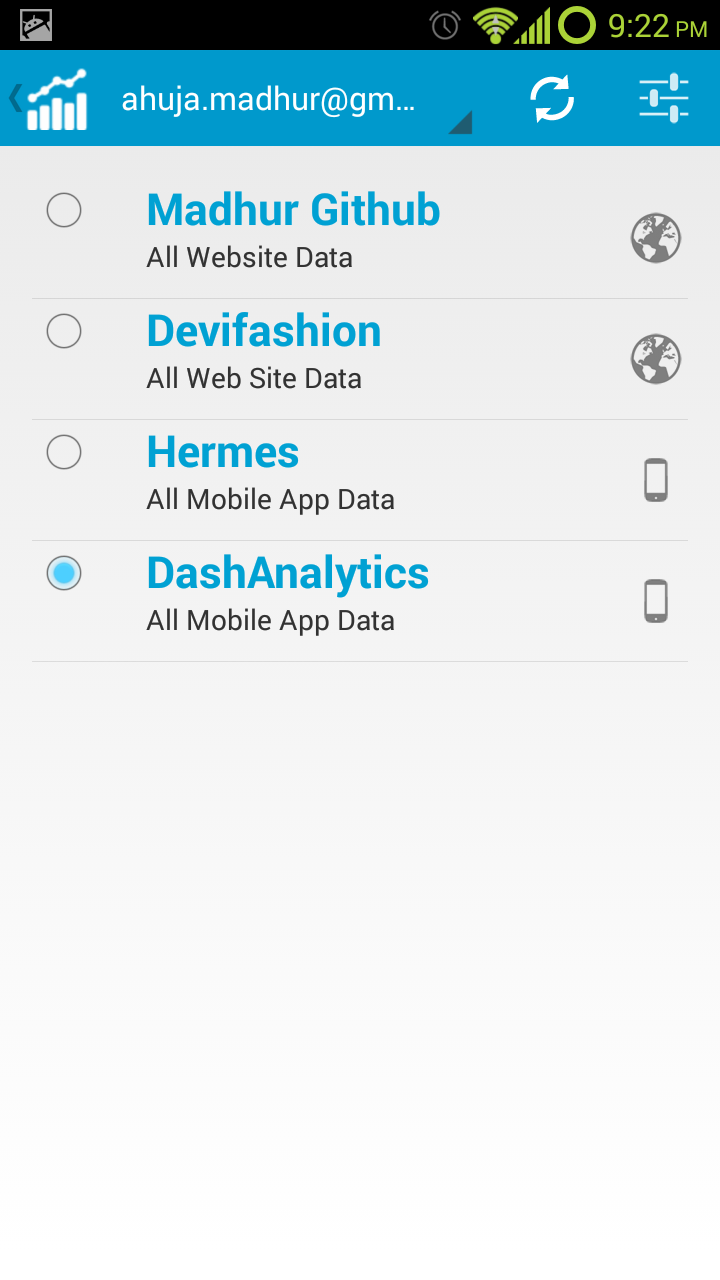 9:22 PM
ahuja.madhur@gm...
Madhur Github
All Website Data
Devifashion
All Web Site Data
Hermes
All Mobile App Data
DashAnalytics
All Mobile App Data